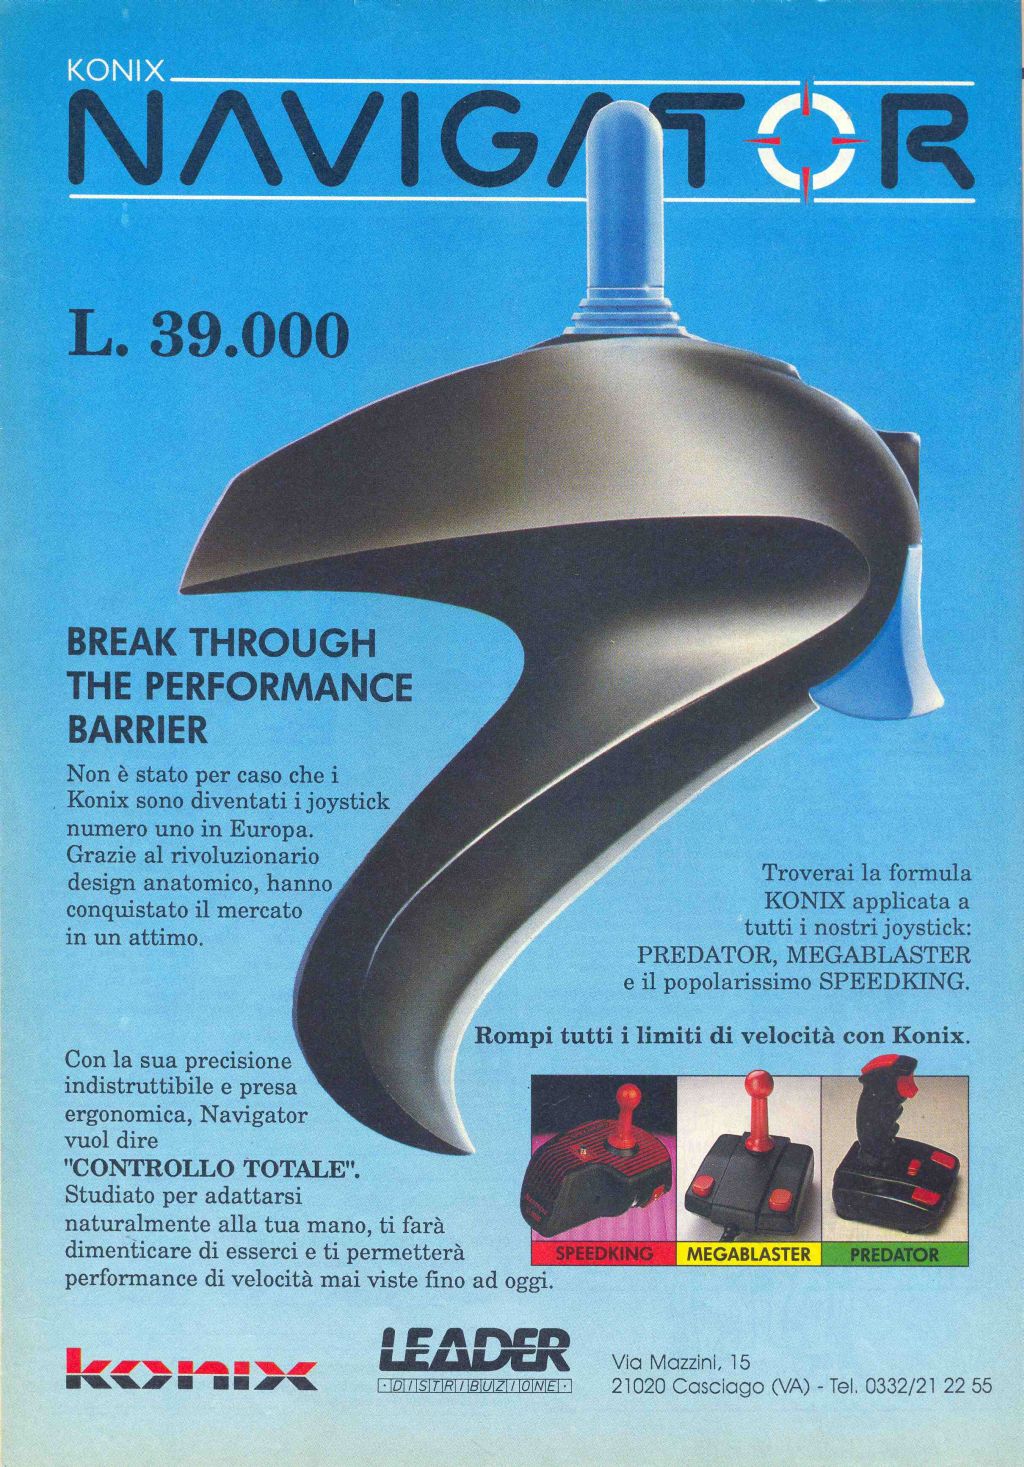 KONIX
NAVIGATOR
L. 39.000
BREAK THROUGH
THE PERFORMANCE
BARRIER
Non è stato per caso che i
Konix sono diventati i joystick
numero uno in Europa.
Grazie al rivoluzionario
design anatomico, hanno
conquistato il mercato
in un attimo.
Troverai la formula
KONIX applicata a
tutti i nostri joystick:
PREDATOR, MEGABLASTER
e il popolarissimo SPEEDKING.
Rompi tutti i limiti di velocità con Konix.
Con la sua precisione
indistruttibile e presa
ergonomica, Navigator
vuol dire
"CONTROLLO TOTALE".
Studiato per adattarsi
naturalmente alla tua mano, ti farà
dimenticare di esserci e ti permetterà
performance di velocità mai viste fino ad oggi.
SPEEDKING
MEGABLASTER
PREDATOR
konix
LEADER
DISTRIBUZIONE
Via Mazzini, 15
21020 Casciago (VA) - Tel. 0332/21 22 55